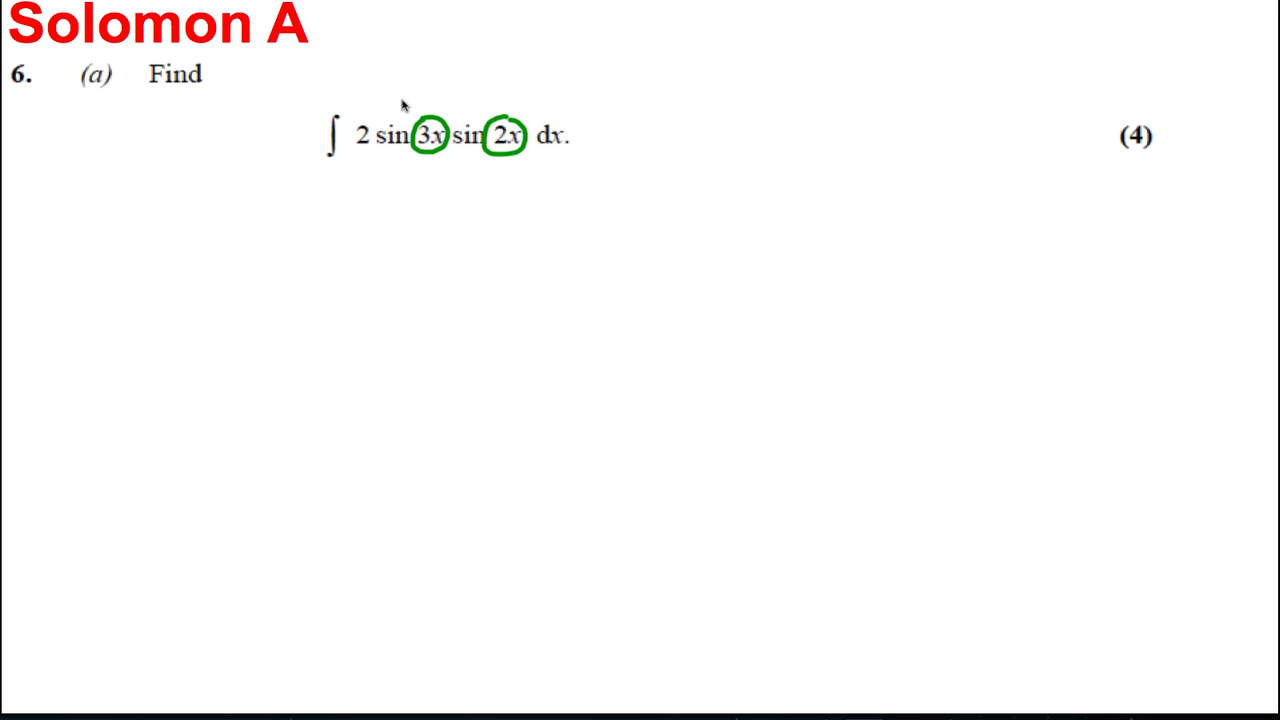 Solomon A
6. (a) Find
∫ 2 sin 3x sin 2x dx. (4)